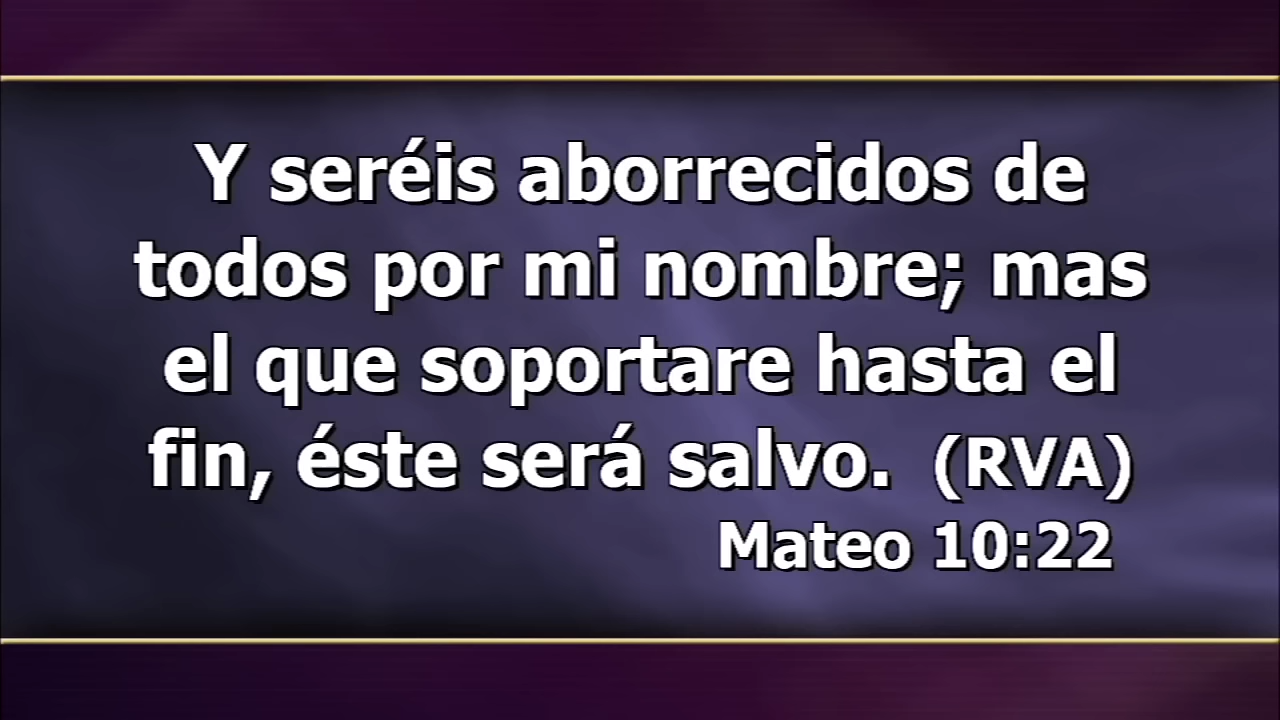 Y seréis aborrecidos de
todos por mi nombre; mas
el que soportare hasta el
fin, éste será salvo. (RVA)
Mateo 10:22